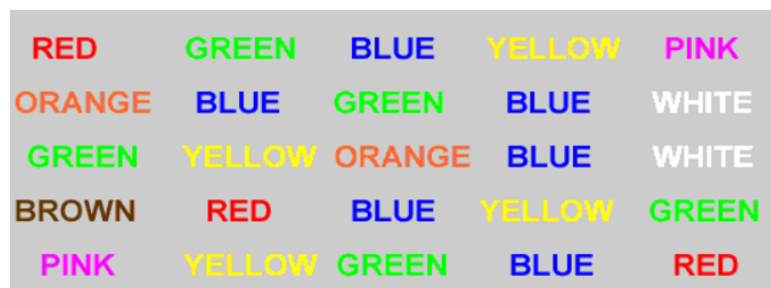 RED GREEN BLUE YELLOW PINK
ORANGE BLUE GREEN BLUE WHITE
GREEN YELLOW ORANGE BLUE WHITE
BROWN RED BLUE YELLOW GREEN
PINK YELLOW GREEN BLUE RED